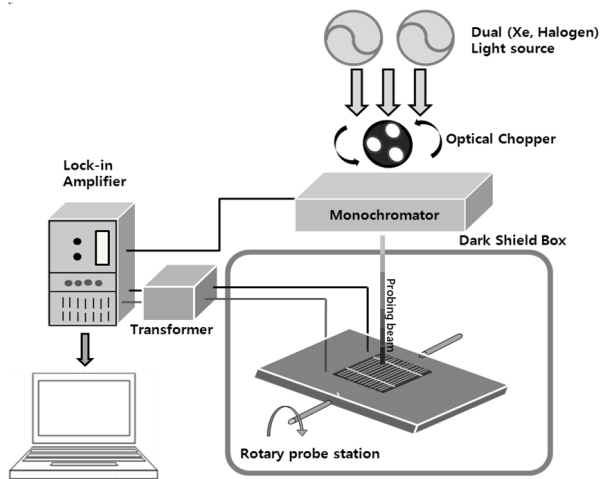 Dual (Xe, Halogen)
Light source
Optical Chopper
Lock-in
Amplifier
Monochromator
Dark Shield Box
Probing beam
Transformer
Rotary probe station